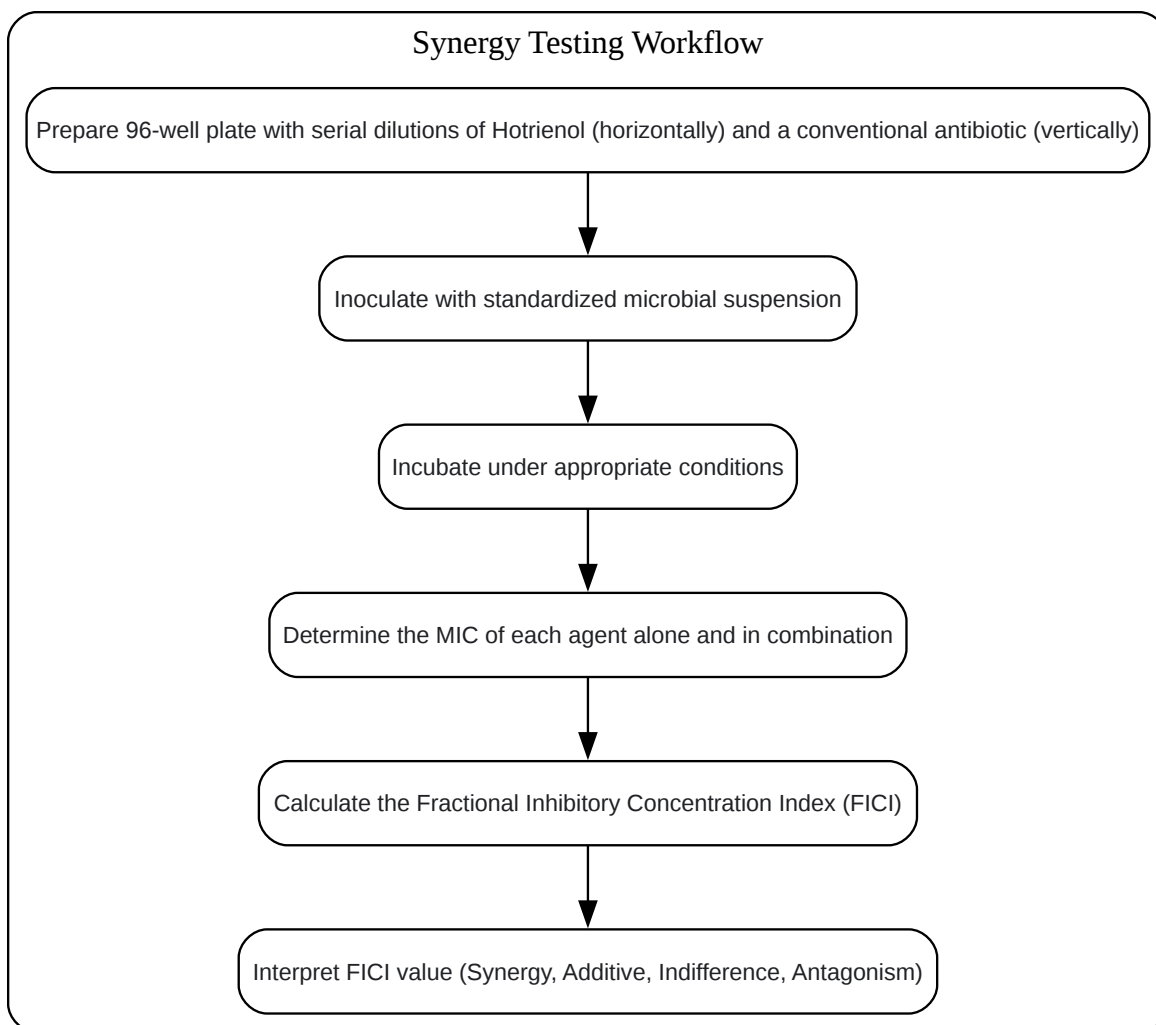 Synergy Testing Workflow
Prepare 96-well plate with serial dilutions of Hotrienol (horizontally) and a conventional antibiotic (vertically)
Inoculate with standardized microbial suspension
Incubate under appropriate conditions
Determine the MIC of each agent alone and in combination
Calculate the Fractional Inhibitory Concentration Index (FICI)
Interpret FICI value (Synergy, Additive, Indifference, Antagonism)